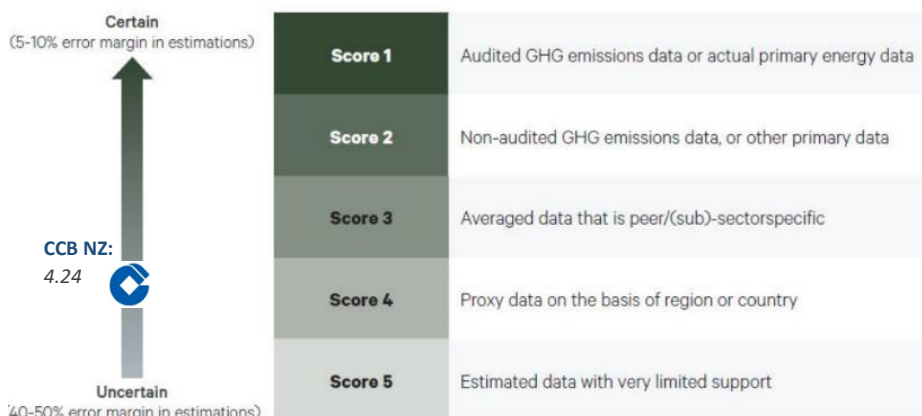 Certain
(5-10% error margin in estimations)
Score 1
Audited GHG emissions data or actual primary energy data
Score 2
Non-audited GHG emissions data, or other primary data
Score 3
Averaged data that is peer/(sub)-sectorspecific
CCB NZ:
4.24
Score 4
Proxy data on the basis of region or country
Score 5
Estimated data with very limited support
Uncertain
(40-50% error margin in estimations)